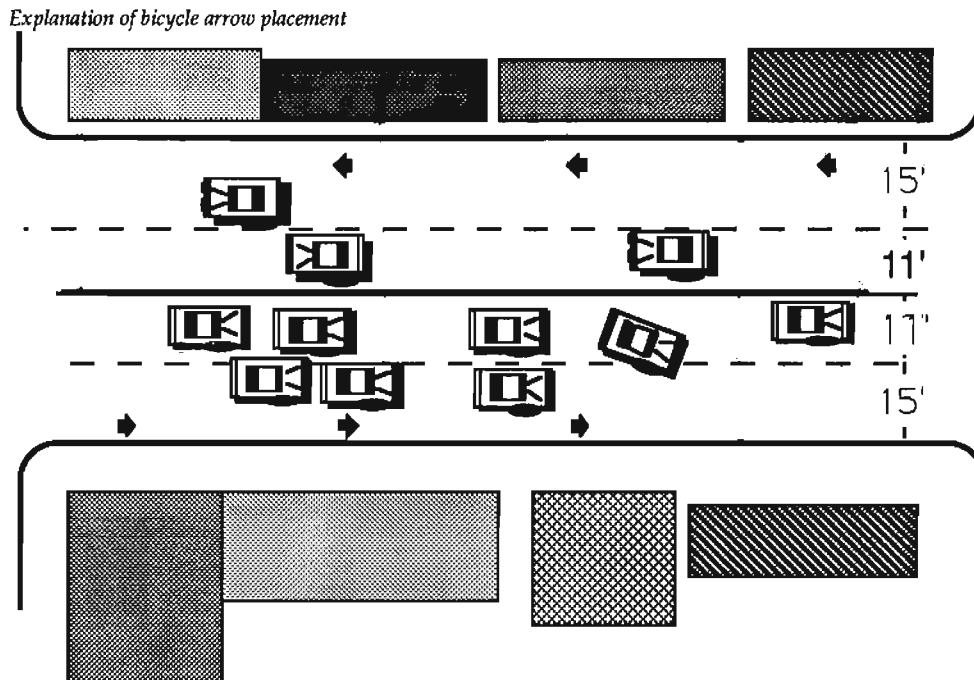 Explanation of bicycle arrow placement
15'
11'
11'
15'